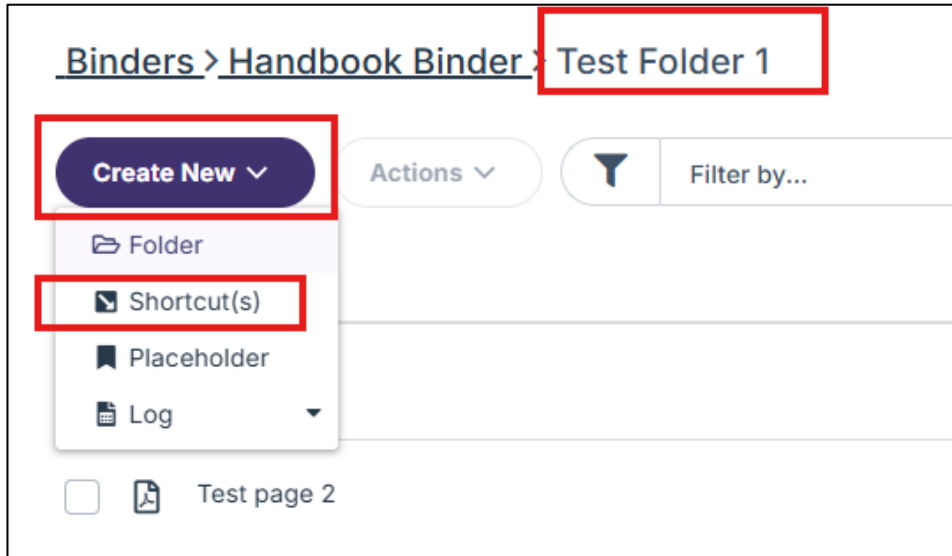 Binders > Handbook Binder > Test Folder 1
Create New Actions Filter by...
Folder
Shortcut(s)
Placeholder
Log
Test page 2